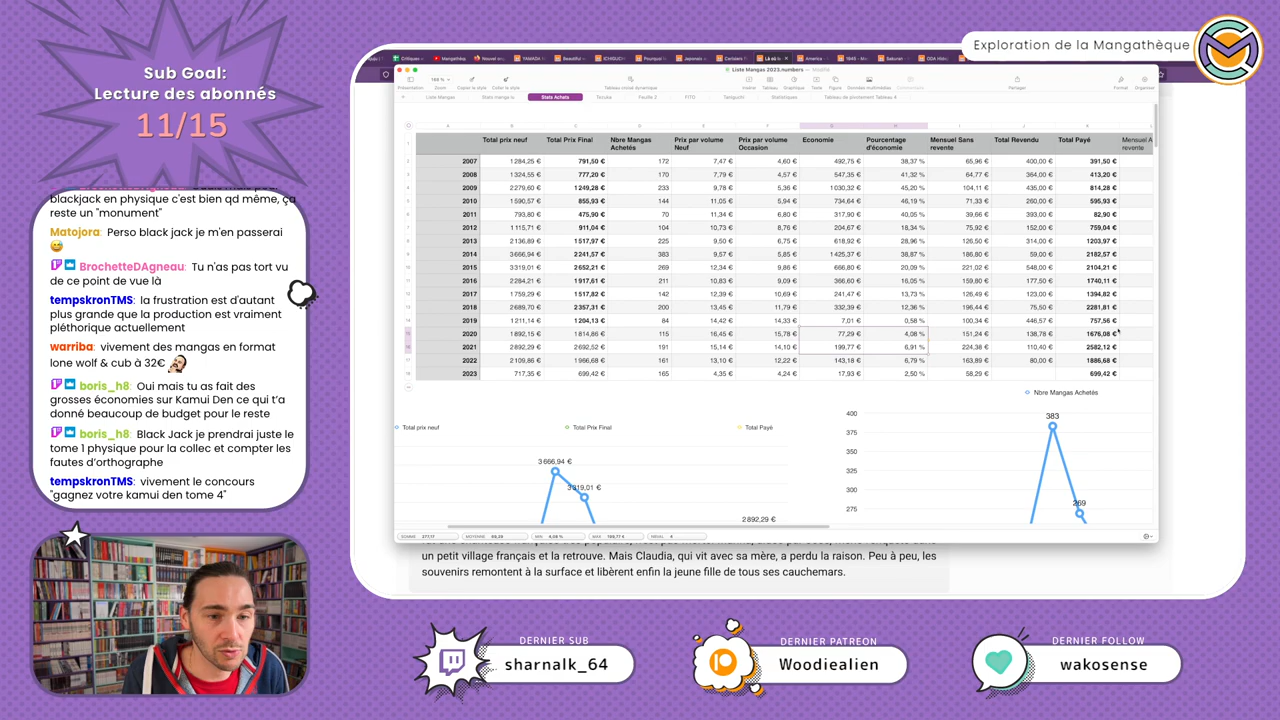 Sub Goal:
Lecture des abonnés
11/15
Exploration de la Mangathèque
blackjack en physique c'est bien qd même, ça
reste un "monument"
Matojora: Perso black jack je m'en passerai
😅
BrochetteDAgneau: Tu n'as pas tort vu
de ce point de vue là
tempskronTMS: la frustration est d'autant
plus grande que la production est vraiment
pléthorique actuellement
warriba: vivement des mangas en format
lone wolf & cub à 32€
boris_h8: Oui mais tu as fait des
grosses économies sur Kamui Den ce qui t'a
donné beaucoup de budget pour le reste
boris_h8: Black Jack je prendrai juste le
tome 1 physique pour la collec et compter les
fautes d'orthographe
tempskronTMS: vivement le concours
"gagnez votre kamui den tome 4"
Liste Mangas 2023.numbers
Liste Mangas Stats manga lu Stats Achats Tonuka Feuille 2 FITO Taniguchi Statistiques Tableau de pivotement Tableau 4
Total prix neuf Total Prix Final Nbre Mangas Achetés Prix par volume Neuf Prix par volume Occasion Economie Pourcentage d'économie Mensuel Sans revente Total Revendu Total Payé Mensuel A revente
2007 1 284,25 € 791,50 € 172 7,47 € 4,60 € 492,75 € 38,37 % 65,96 € 400,00 € 391,50 €
2008 1 324,55 € 777,20 € 170 7,79 € 4,57 € 547,35 € 41,32 % 64,77 € 364,00 € 413,20 €
2009 2 279,60 € 1 249,28 € 233 9,78 € 5,36 € 1 030,32 € 45,20 % 104,11 € 435,00 € 814,28 €
2010 1 590,57 € 855,93 € 144 11,05 € 5,94 € 734,64 € 46,19 % 71,33 € 260,00 € 595,93 €
2011 793,80 € 475,90 € 70 11,34 € 6,80 € 317,90 € 40,05 % 39,66 € 393,00 € 82,90 €
2012 1 115,71 € 911,04 € 104 10,73 € 8,76 € 204,67 € 18,34 % 75,92 € 152,00 € 759,04 €
2013 2 136,89 € 1 517,97 € 225 9,50 € 6,75 € 618,92 € 28,96 % 126,50 € 314,00 € 1203,97 €
2014 3 666,94 € 2 241,57 € 383 9,57 € 5,85 € 1 425,37 € 38,87 % 186,80 € 59,00 € 2182,57 €
2015 3 319,01 € 2 652,21 € 269 12,34 € 9,86 € 666,80 € 20,09 % 221,02 € 548,00 € 2104,21 €
2016 2 284,21 € 1 917,61 € 211 10,83 € 9,09 € 366,60 € 16,05 % 159,80 € 177,50 € 1740,11 €
2017 1 759,29 € 1 517,82 € 142 12,39 € 10,69 € 241,47 € 13,73 % 126,49 € 123,00 € 1394,82 €
2018 2 689,70 € 2 357,31 € 200 13,45 € 11,79 € 332,39 € 12,36 % 196,44 € 75,50 € 2281,81 €
2019 1 211,14 € 1 204,13 € 84 14,42 € 14,33 € 7,01 € 0,58 % 100,34 € 446,57 € 757,56 €
2020 1 892,15 € 1 814,86 € 115 16,45 € 15,78 € 77,29 € 4,08 % 151,24 € 138,78 € 1676,08 €
2021 2 892,29 € 2 692,52 € 191 15,14 € 14,10 € 199,77 € 6,91 % 224,38 € 110,40 € 2582,12 €
2022 2 109,86 € 1 966,68 € 161 13,10 € 12,22 € 143,18 € 6,79 % 163,89 € 80,00 € 1886,68 €
2023 717,35 € 699,42 € 165 4,35 € 4,24 € 17,93 € 2,50 % 58,29 € 699,42 €
Total prix neuf Total Prix Final Total Payé
3 666,94 €
3 319,01 €
2 892,29 €
Nbre Mangas Achetés
400
375
350
325
300
275
383
269
un petit village français et la retrouve. Mais Claudia, qui vit avec sa mère, a perdu la raison. Peu à peu, les
souvenirs remontent à la surface et libèrent enfin la jeune fille de tous ses cauchemars.
DERNIER SUB
sharnalk_64
DERNIER PATREON
Woodiealien
DERNIER FOLLOW
wakosense